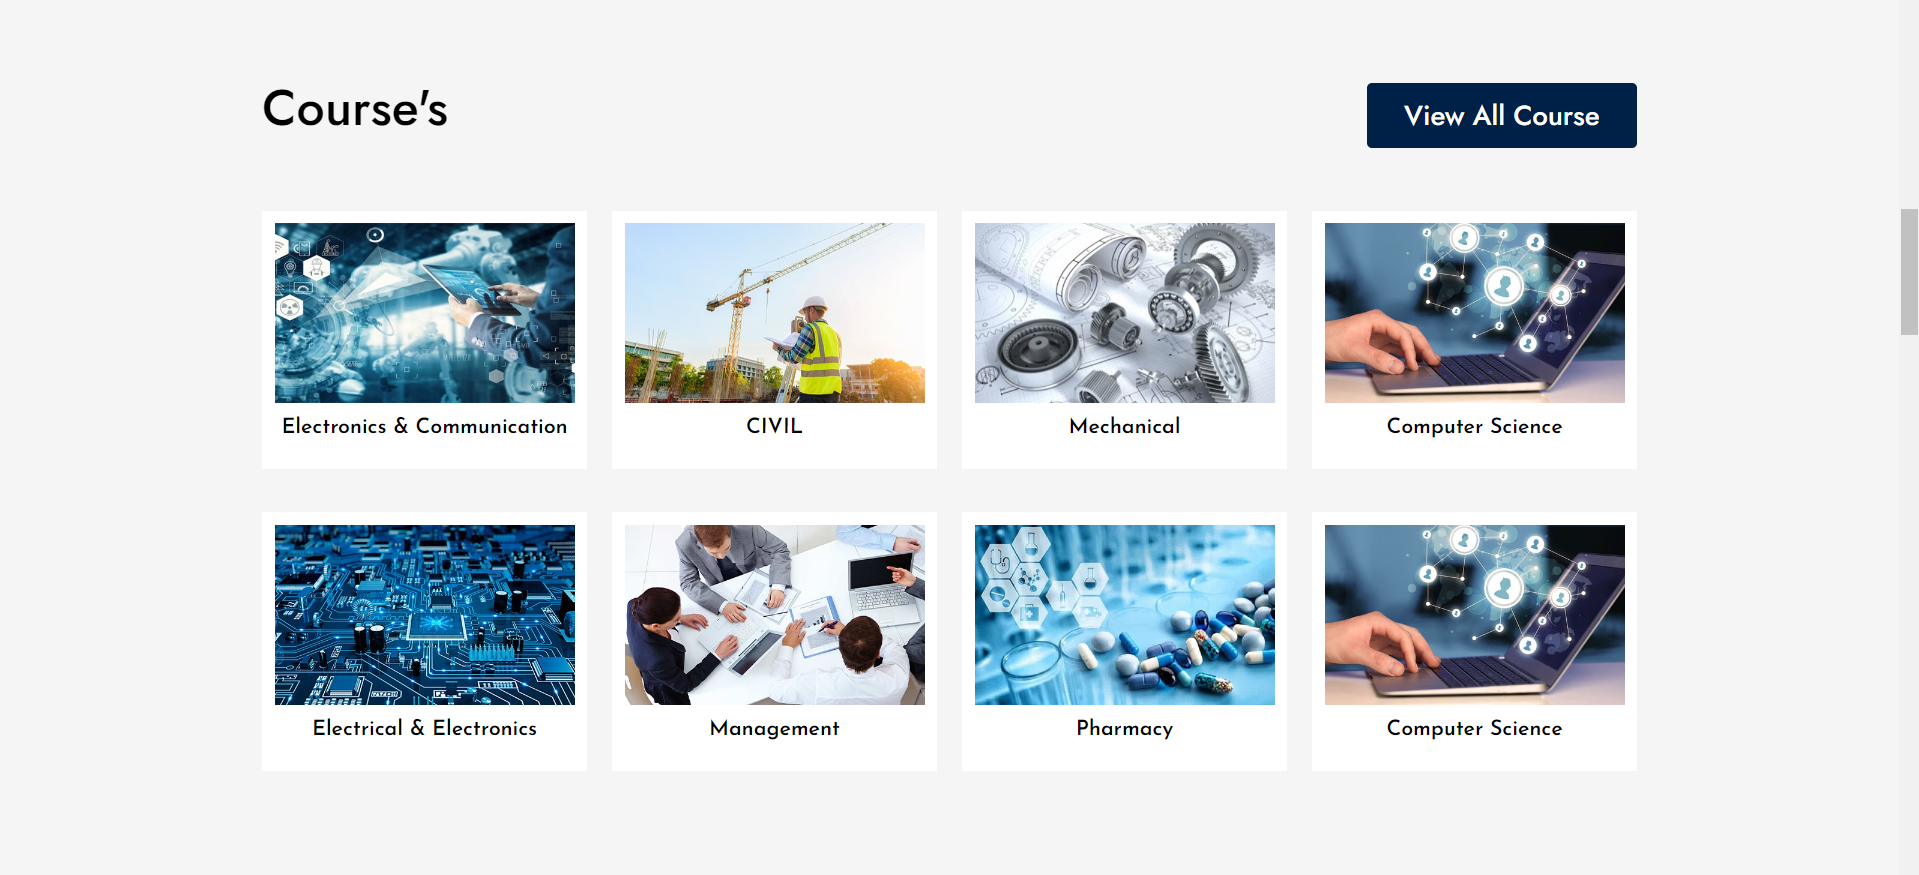 Course's
View All Course
Electronics & Communication
CIVIL
Mechanical
Computer Science
Electrical & Electronics
Management
Pharmacy
Computer Science